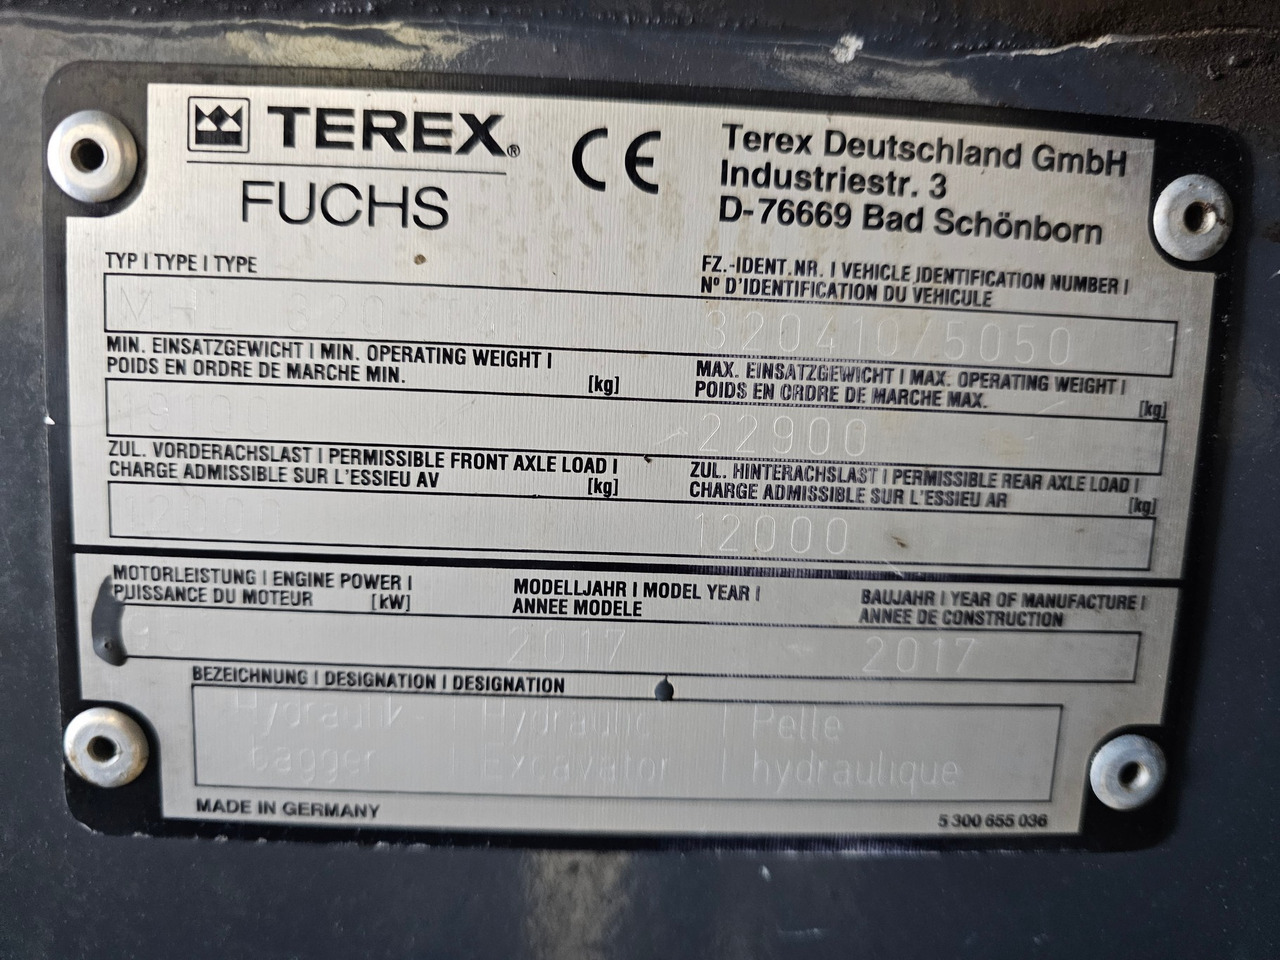 TEREX®
FUCHS
CE
Terex Deutschland GmbH
Industriestr. 3
D-76669 Bad Schönborn
TYP | TYPE | TYPE
MHL 320
FZ.-IDENT.NR. | VEHICLE IDENTIFICATION NUMBER |
N° D'IDENTIFICATION DU VEHICULE
320410/5050
MIN. EINSATZGEWICHT | MIN. OPERATING WEIGHT |
POIDS EN ORDRE DE MARCHE MIN. [kg]
19100
MAX. EINSATZGEWICHT | MAX. OPERATING WEIGHT |
POIDS EN ORDRE DE MARCHE MAX. [kg]
22900
ZUL. VORDERACHSLAST | PERMISSIBLE FRONT AXLE LOAD |
CHARGE ADMISSIBLE SUR L'ESSIEU AV [kg]
ZUL. HINTERACHSLAST | PERMISSIBLE REAR AXLE LOAD |
CHARGE ADMISSIBLE SUR L'ESSIEU AR [kg]
12000
MOTORLEISTUNG | ENGINE POWER |
PUISSANCE DU MOTEUR [kW]
MODELLJAHR | MODEL YEAR |
ANNEE MODELE
2017
BAUJAHR | YEAR OF MANUFACTURE |
ANNEE DE CONSTRUCTION
2017
BEZEICHNUNG | DESIGNATION | DESIGNATION
Hydraulik- | Hydraulic | Pelle
bagger | Excavator | hydraulique
MADE IN GERMANY
5 300 655 036